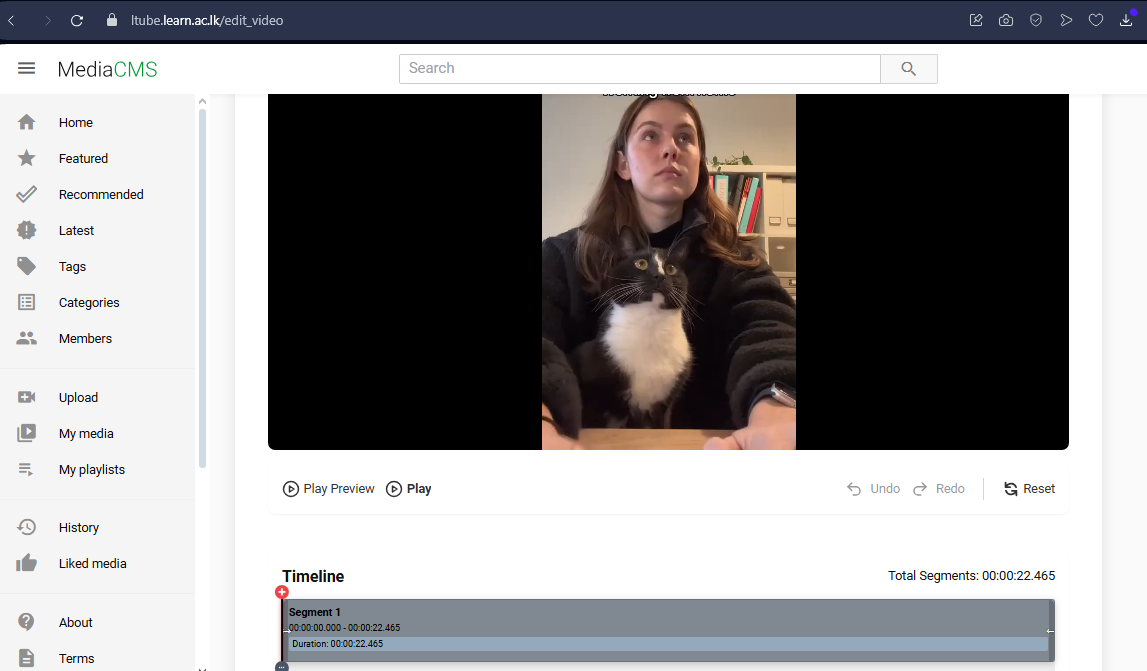 ltube.learn.ac.lk/edit_video
MediaCMS
Search
Home
Featured
Recommended
Latest
Tags
Categories
Members
Upload
My media
My playlists
History
Liked media
About
Terms
Play Preview
Play
Undo
Redo
Reset
Timeline
Total Segments: 00:00:22.465
Segment 1
00:00:00.000 - 00:00:22.465
Duration: 00:00:22.465